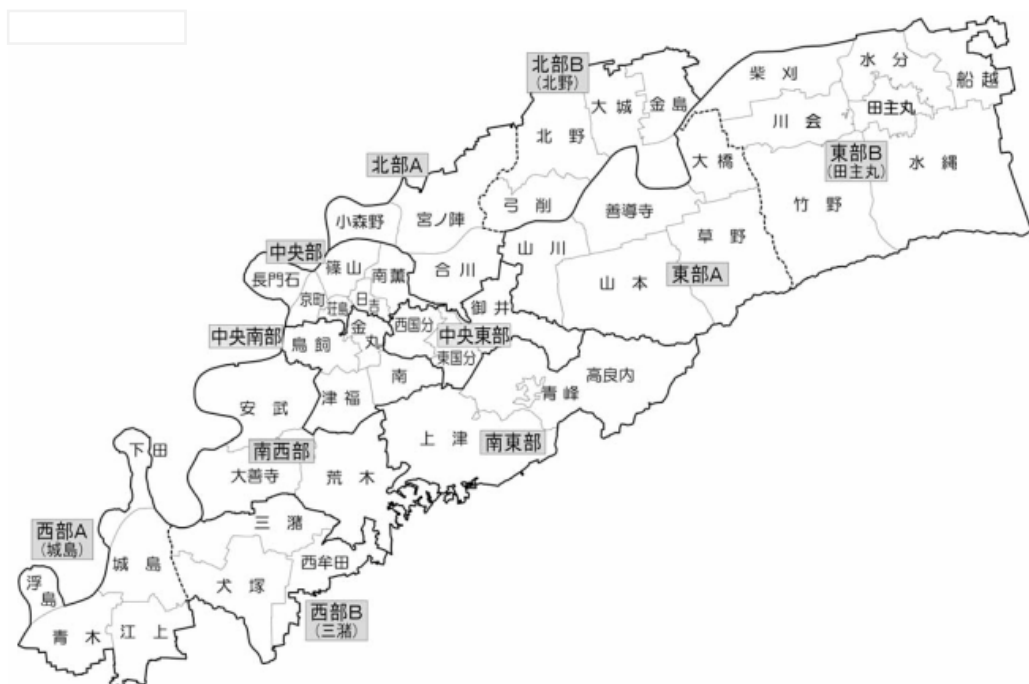 北部B
(北野)
大城
金島
柴刈
水分
船越
北野
川会
田主丸
大橋
東部B
(田主丸)
水縄
北部A
小森野
宮ノ陣
弓削
善導寺
竹野
草野
中央部
篠山
南薫
合川
山川
長門石
山本
東部A
京町
荘島
日吉
御井
中央南部
鳥飼
金丸
西国分
中央東部
東国分
南
高良内
青峰
安武
津福
上津
南東部
下田
南西部
大善寺
荒木
西部A
(城島)
三潴
城島
西牟田
浮島
犬塚
西部B
(三潴)
青木
江上